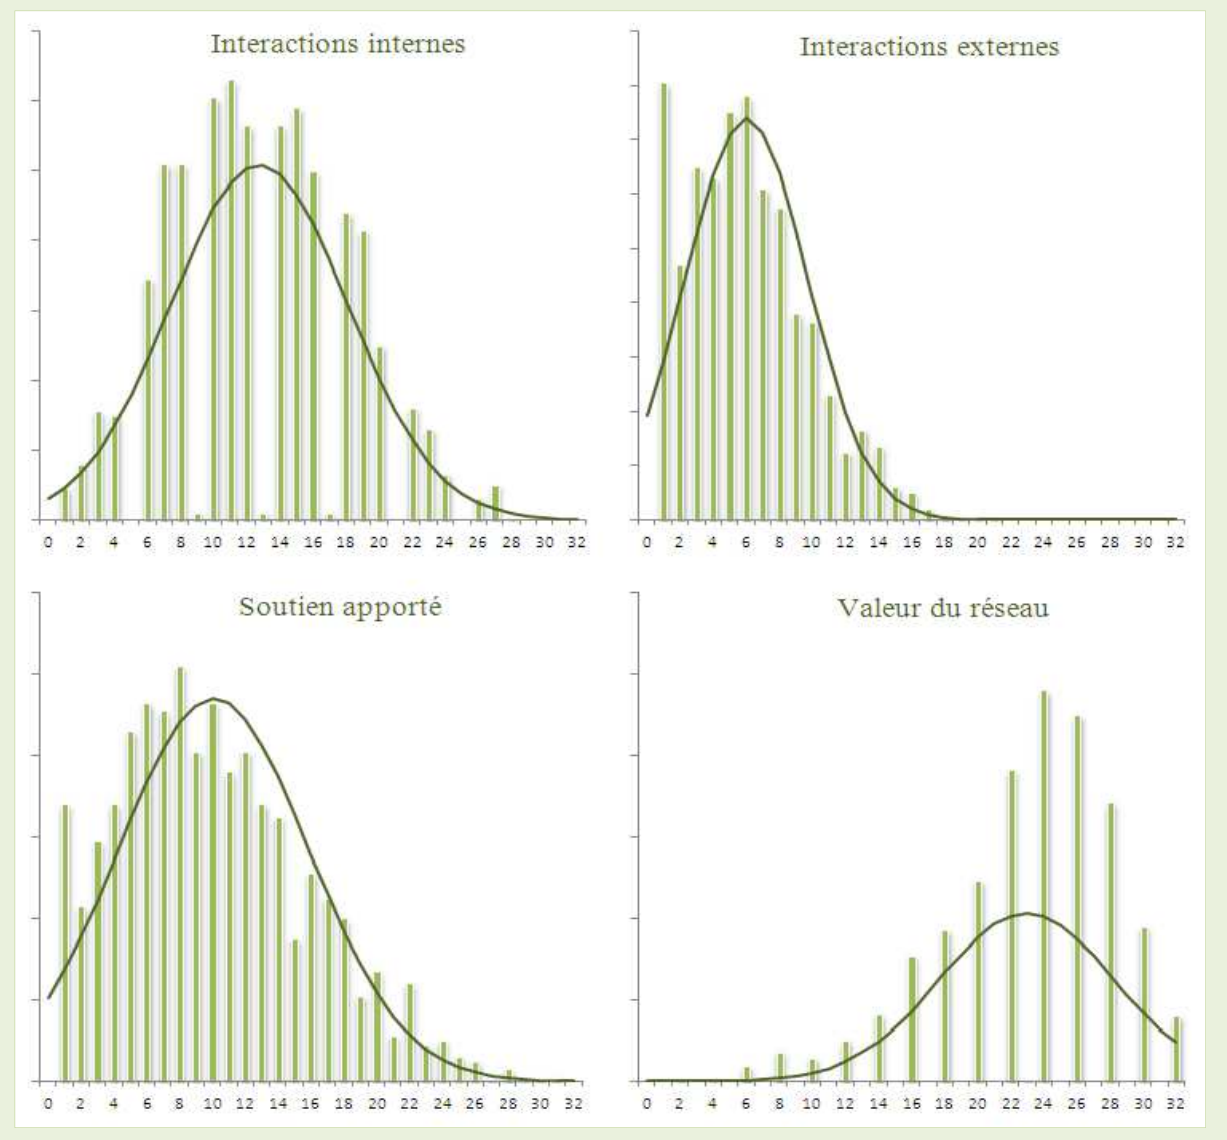 Interactions internes
0 2 4 6 8 10 12 14 16 18 20 22 24 26 28 30 32
Interactions externes
0 2 4 6 8 10 12 14 16 18 20 22 24 26 28 30 32
Soutien apporté
0 2 4 6 8 10 12 14 16 18 20 22 24 26 28 30 32
Valeur du réseau
0 2 4 6 8 10 12 14 16 18 20 22 24 26 28 30 32